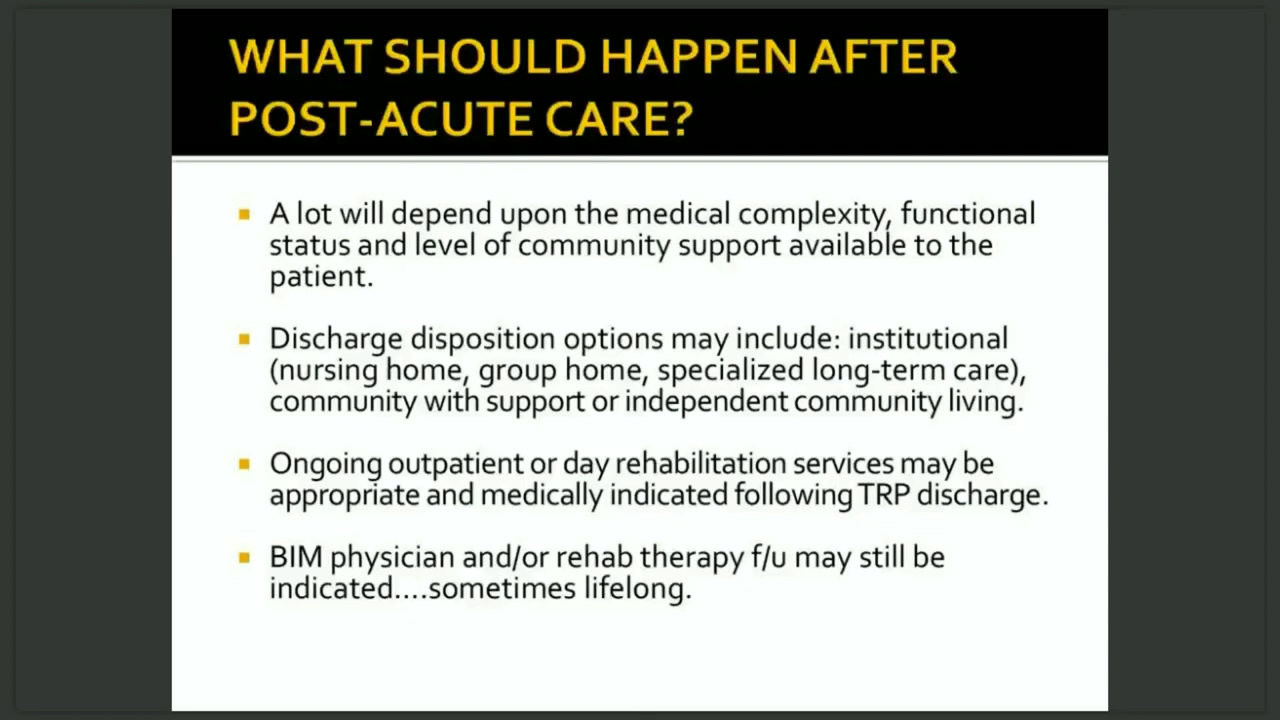 WHAT SHOULD HAPPEN AFTER
POST-ACUTE CARE?
A lot will depend upon the medical complexity, functional
status and level of community support available to the
patient.
Discharge disposition options may include: institutional
(nursing home, group home, specialized long-term care),
community with support or independent community living.
Ongoing outpatient or day rehabilitation services may be
appropriate and medically indicated following TRP discharge.
BIM physician and/or rehab therapy f/u may still be
indicated....sometimes lifelong.